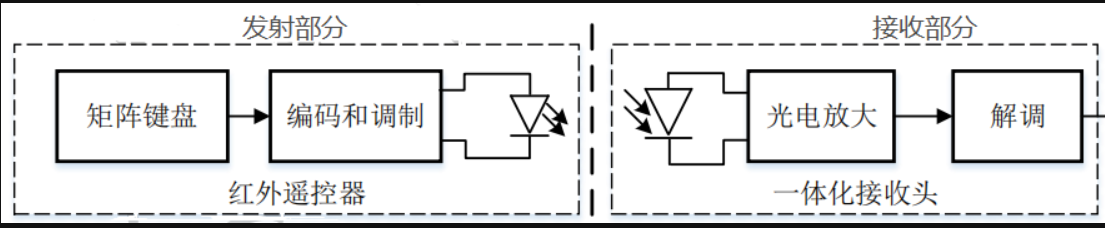 发射部分
接收部分
矩阵键盘
编码和调制
光电放大
解调
红外遥控器
一体化接收头